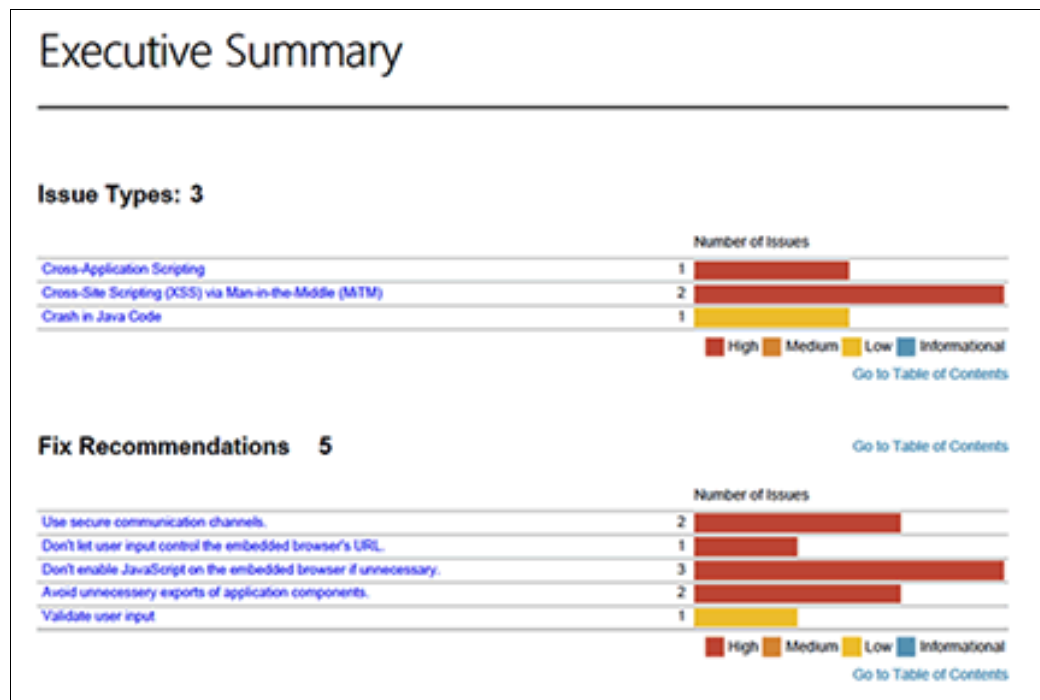 Executive Summary
Issue Types: 3
Number of Issues
Cross-Application Scripting 1
Cross-Site Scripting (XSS) via Man-in-the-Middle (MiTM) 2
Crash in Java Code 1
High Medium Low Informational
Go to Table of Contents
Fix Recommendations 5 Go to Table of Contents
Number of Issues
Use secure communication channels. 2
Don't let user input control the embedded browser's URL. 1
Don't enable JavaScript on the embedded browser if unnecessary. 3
Avoid unnecessery exports of application components. 2
Validate user input 1
High Medium Low Informational
Go to Table of Contents